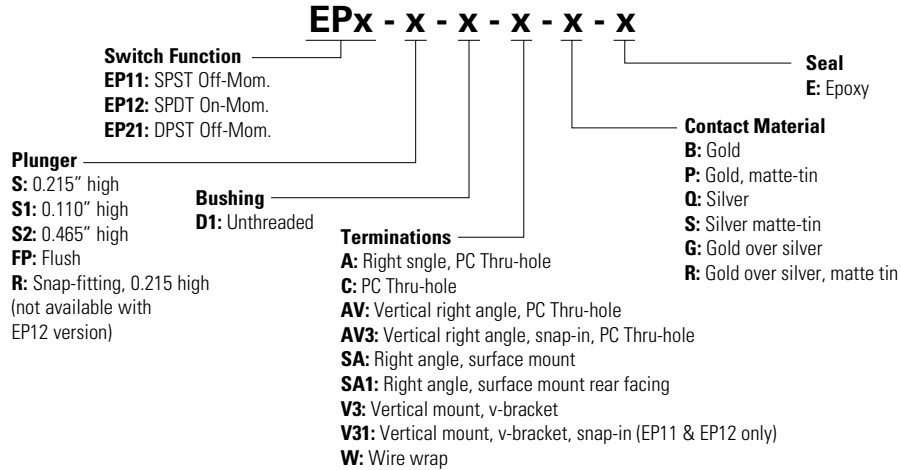 EPx - x - x - x - x - x
Switch Function
EP11: SPST Off-Mom.
EP12: SPDT On-Mom.
EP21: DPST Off-Mom.
Plunger
S: 0.215” high
S1: 0.110” high
S2: 0.465” high
FP: Flush
R: Snap-fitting, 0.215 high
(not available with
EP12 version)
Bushing
D1: Unthreaded
Terminations
A: Right sngle, PC Thru-hole
C: PC Thru-hole
AV: Vertical right angle, PC Thru-hole
AV3: Vertical right angle, snap-in, PC Thru-hole
SA: Right angle, surface mount
SA1: Right angle, surface mount rear facing
V3: Vertical mount, v-bracket
V31: Vertical mount, v-bracket, snap-in (EP11 & EP12 only)
W: Wire wrap
Contact Material
B: Gold
P: Gold, matte-tin
Q: Silver
S: Silver matte-tin
G: Gold over silver
R: Gold over silver, matte tin
Seal
E: Epoxy